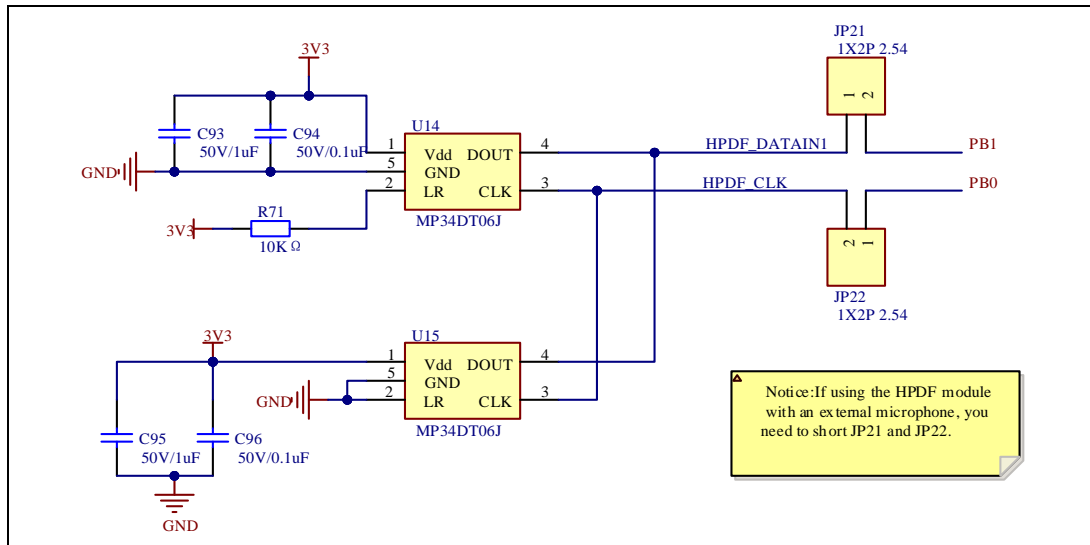 JP21
1X2P 2.54
1
2
3V3
C93
50V/1uF
C94
50V/0.1uF
GND
U14
1
5
2
Vdd DOUT
GND
LR CLK
4
3
MP34DT06J
HPDF_DATAIN1
PB1
HPDF_CLK
PB0
3V3
R71
10KΩ
2
1
JP22
1X2P 2.54
3V3
U15
1
5
2
Vdd DOUT
GND
LR CLK
4
3
MP34DT06J
GND
C95
50V/1uF
C96
50V/0.1uF
GND
Notice:If using the HPDF module
with an external microphone, you
need to short JP21 and JP22.